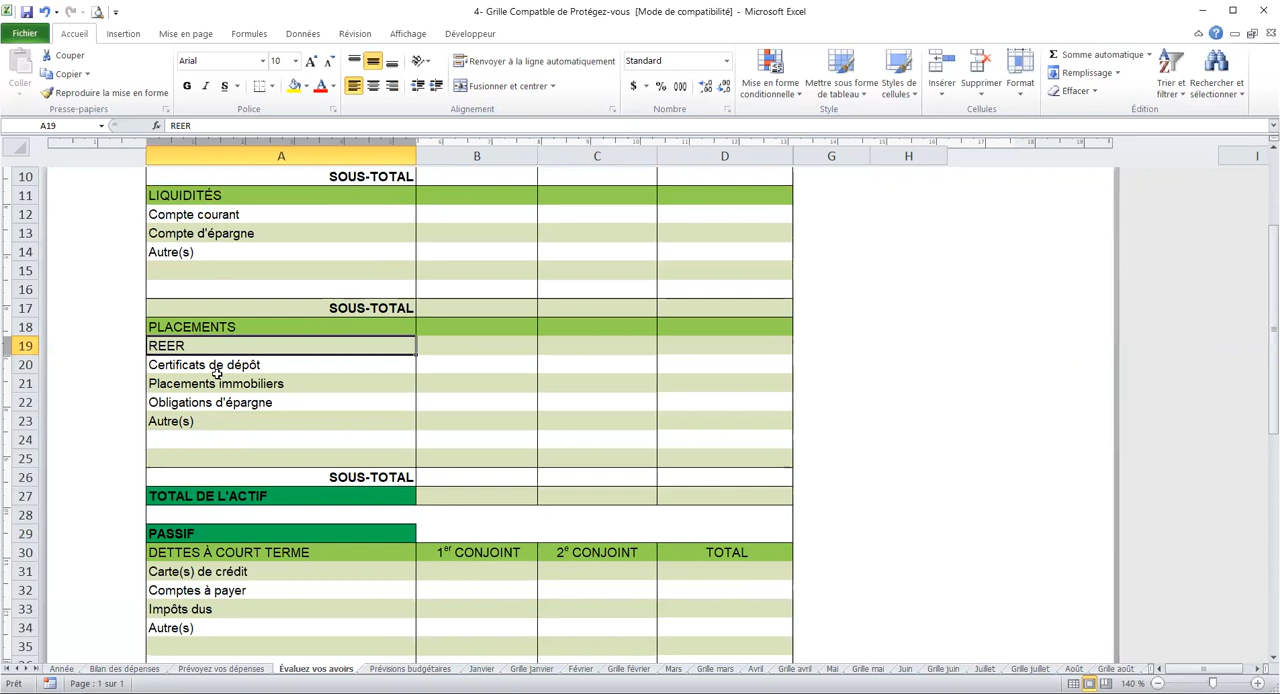 4- Grille Compatble de Protégez-vous [Mode de compatibilité] - Microsoft Excel
Fichier Accueil Insertion Mise en page Formules Données Révision Affichage Développeur
Coller
Couper
Copier
Reproduire la mise en forme
Presse-papiers
Arial 10
G I S
Police
Renvoyer à la ligne automatiquement
Fusionner et centrer
Alignement
Standard
$ % 000
Nombre
Mise en forme conditionnelle
Mettre sous forme de tableau
Styles de cellules
Style
Insérer Supprimer Format
Cellules
Somme automatique
Remplissage
Effacer
Trier et filtrer
Rechercher et sélectionner
Édition
A19 fx REER
A B C D G H I
10 SOUS-TOTAL
11 LIQUIDITÉS
12 Compte courant
13 Compte d'épargne
14 Autre(s)
15
16
17 SOUS-TOTAL
18 PLACEMENTS
19 REER
20 Certificats de dépôt
21 Placements immobiliers
22 Obligations d'épargne
23 Autre(s)
24
25
26 SOUS-TOTAL
27 TOTAL DE L'ACTIF
28
29 PASSIF
30 DETTES À COURT TERME 1er CONJOINT 2e CONJOINT TOTAL
31 Carte(s) de crédit
32 Comptes à payer
33 Impôts dus
34 Autre(s)
35
Année Bilan des dépenses Prévoyez vos dépenses Évaluez vos avoirs Prévisions budgétaires Janvier Grille janvier Février Grille février Mars Grille mars Avril Grille avril Mai Grille mai Juin Grille juin Juillet Grille juillet Août Grille août
Prêt Page : 1 sur 1 140 %